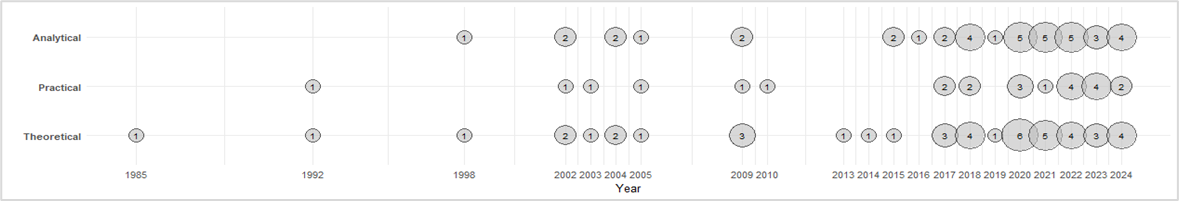 Analytical 1 2 2 1 2 2 1 2 4 1 5 5 5 3 4
Practical 1 1 1 1 1 2 2 3 1 4 4 2
Theoretical 1 1 1 2 1 2 1 3 1 1 1 3 4 1 6 5 4 3 4
1985 1992 1998 2002 2003 2004 2005 2009 2010 2013 2014 2015 2016 2017 2018 2019 2020 2021 2022 2023 2024
Year